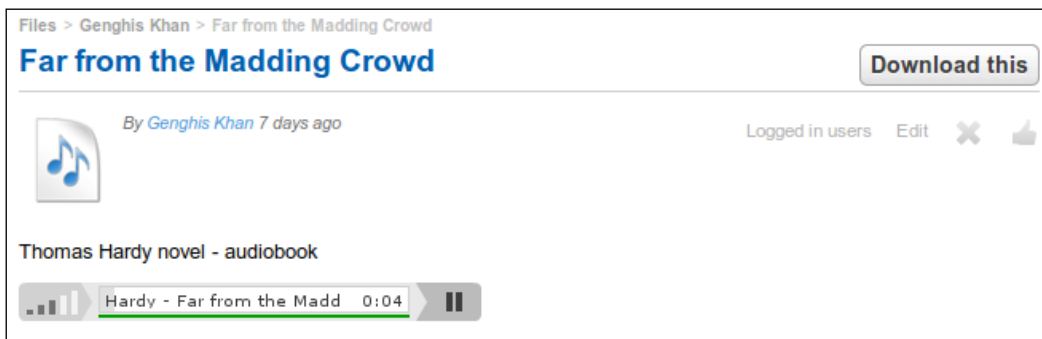 Files > Genghis Khan > Far from the Madding Crowd
Far from the Madding Crowd
Download this
By Genghis Khan 7 days ago
Logged in users Edit
Thomas Hardy novel - audiobook
Hardy - Far from the Madd 0:04